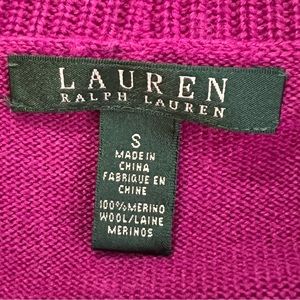 LAUREN
RALPH LAUREN
S
MADE IN
CHINA
FABRIQUE EN
CHINE
100% MERINO
WOOL/LAINE
MERINOS